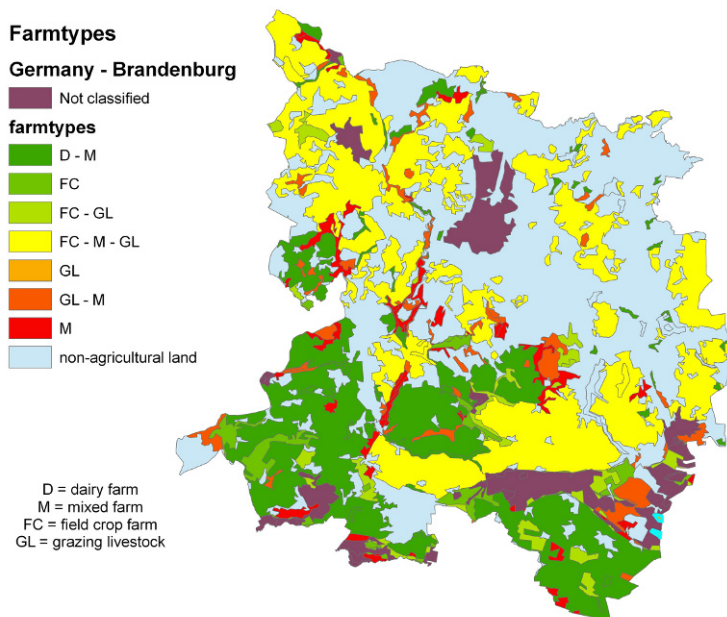 Farmtypes
Germany - Brandenburg
Not classified
farmtypes
D - M
FC
FC - GL
FC - M - GL
GL
GL - M
M
non-agricultural land
D = dairy farm
M = mixed farm
FC = field crop farm
GL = grazing livestock